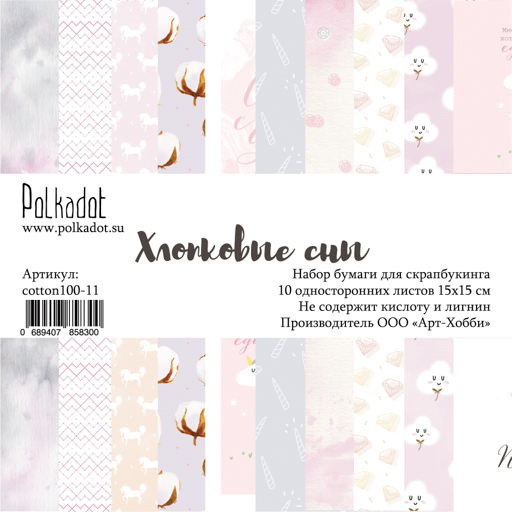 Polkadot
www.polkadot.su
Хлопковые сны
Артикул:
cotton100-11
0 689407 858300
Набор бумаги для скрапбукинга
10 односторонних листов 15x15 см
Не содержит кислоту и лигнин
Производитель ООО «Арт-Хобби»